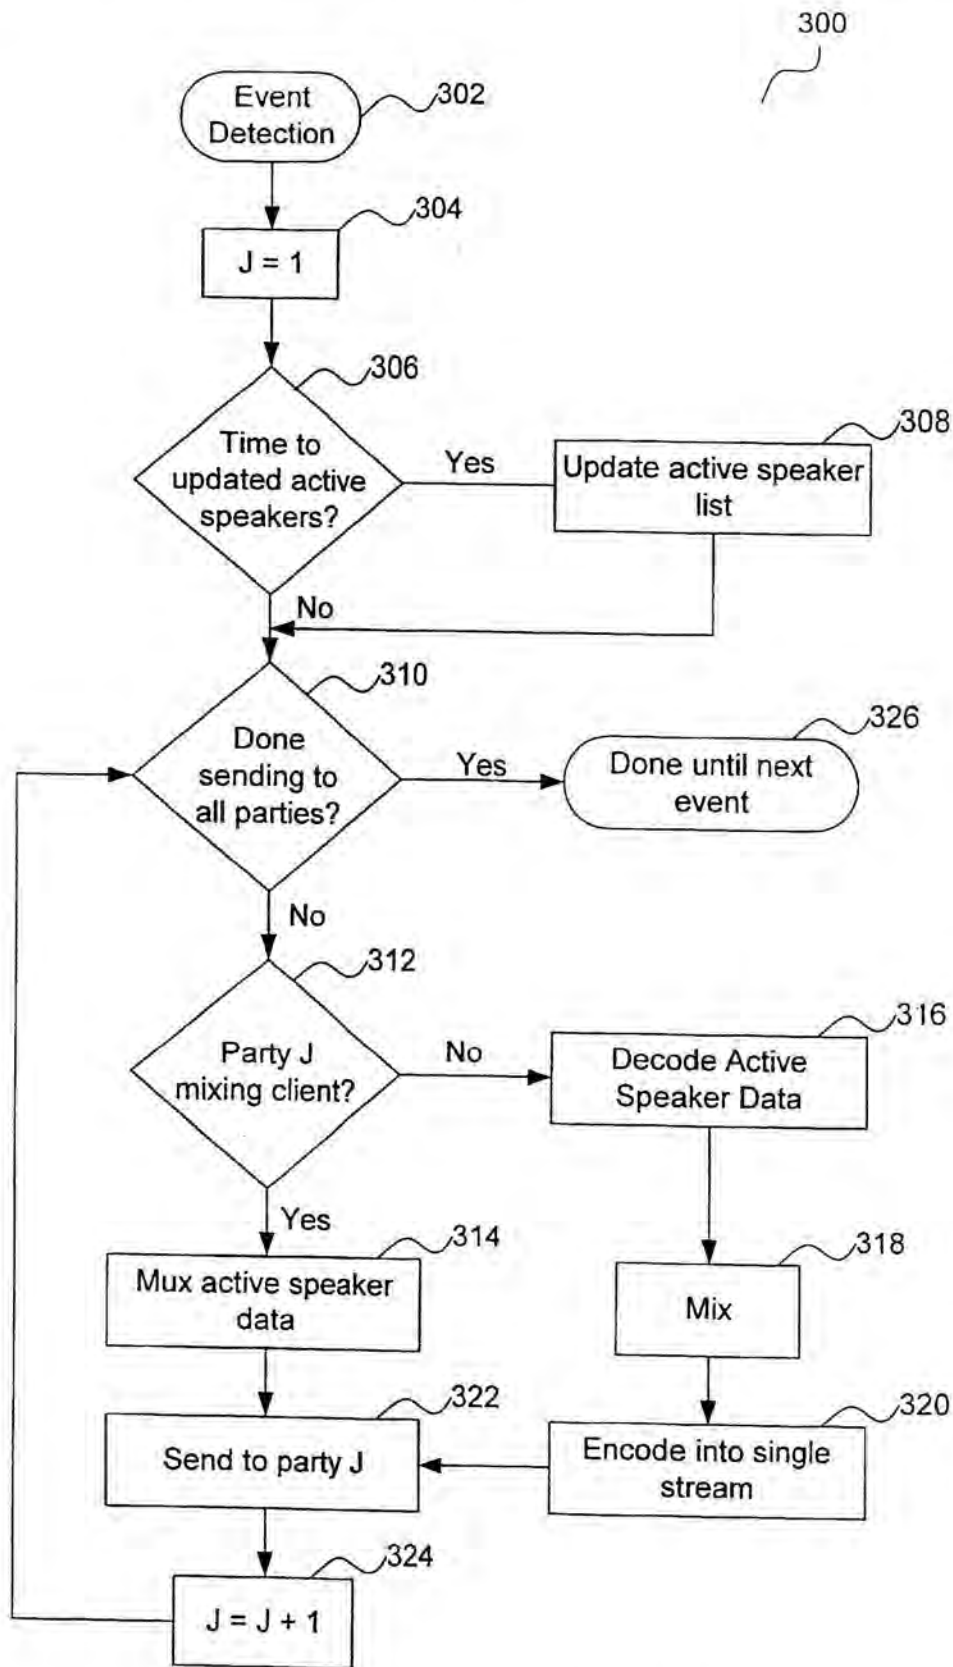 300
Event
Detection
302
304
J = 1
306
Time to
updated active
speakers?
Yes
308
Update active speaker
list
No
310
Done
sending to
all parties?
Yes
326
Done until next
event
No
312
Party J
mixing client?
No
316
Decode Active
Speaker Data
Yes
314
Mux active speaker
data
318
Mix
322
Send to party J
320
Encode into single
stream
324
J = J + 1